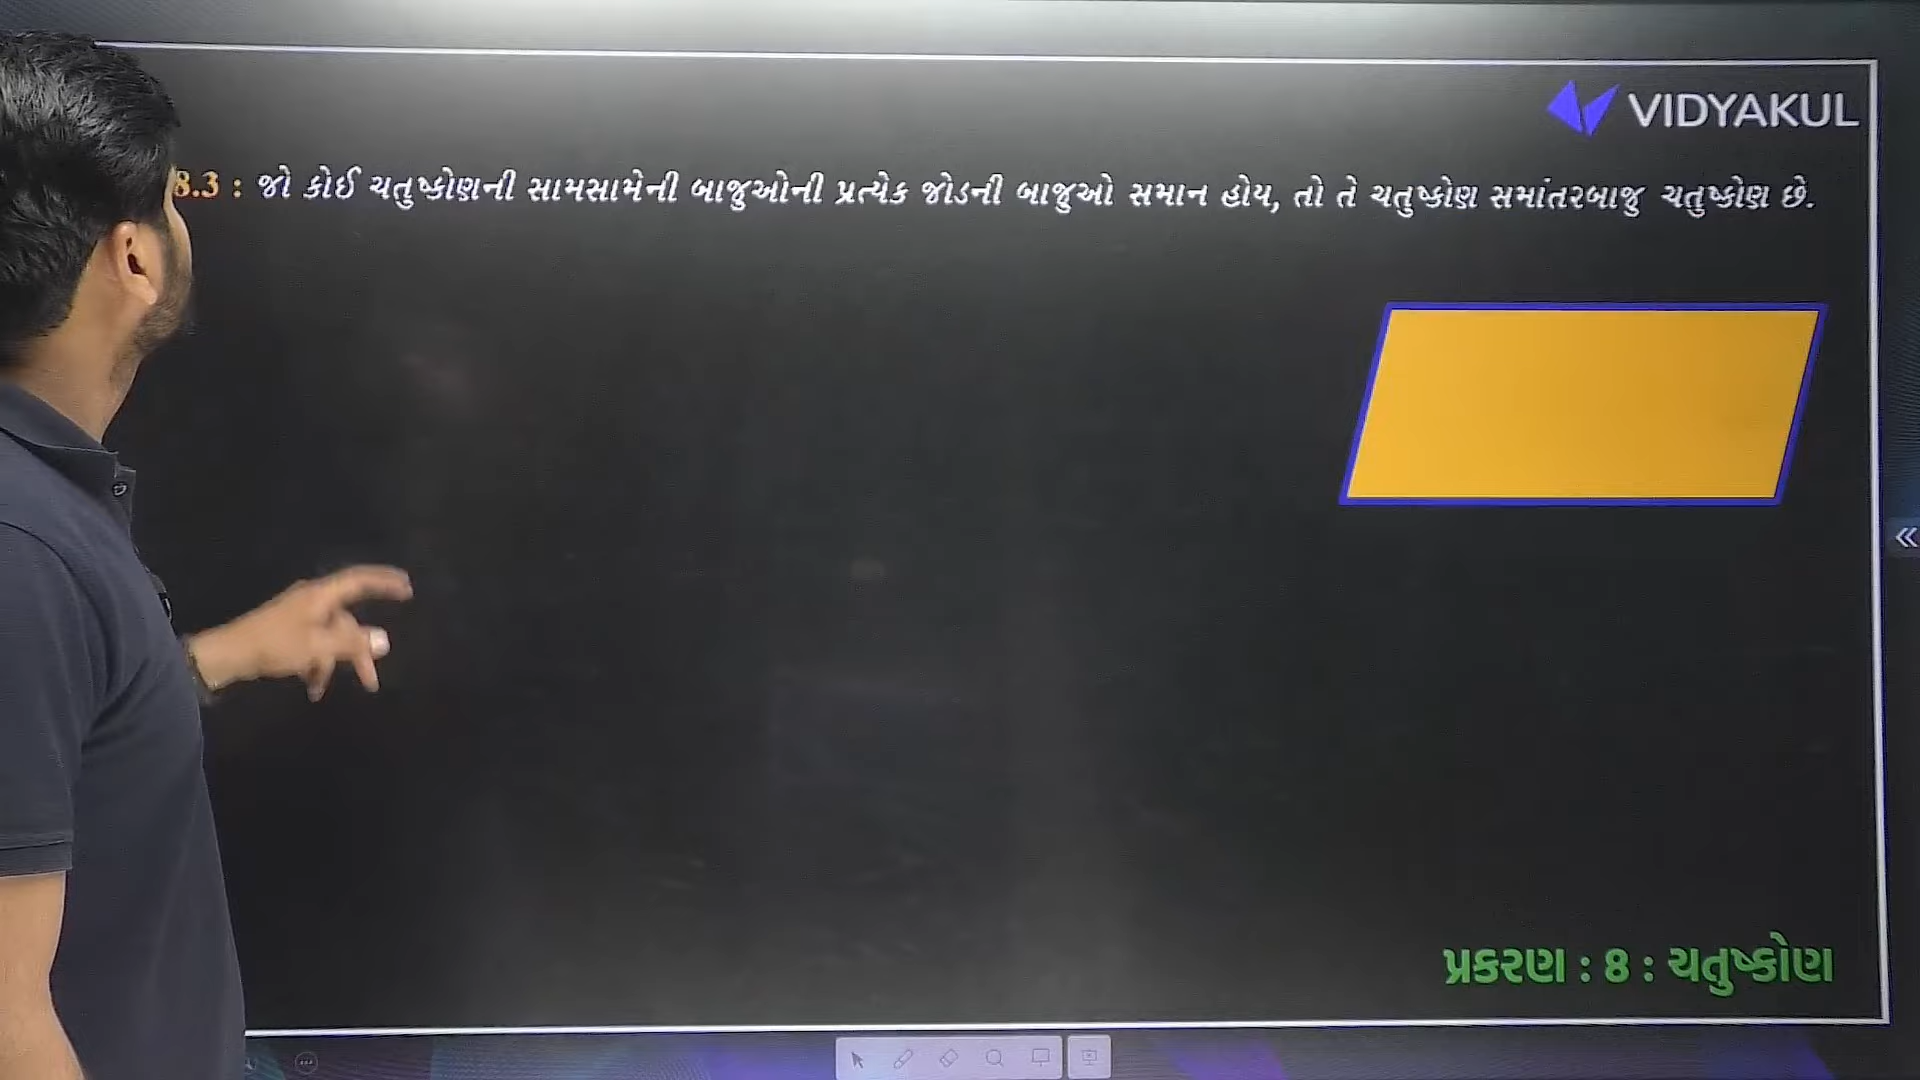 VIDYAKUL
8.3 : જો કોઈ ચતુષ્કોણની સામસામેની બાજુઓની પ્રત્યેક જોડની બાજુઓ સમાન હોય, તો તે ચતુષ્કોણ સમાંતરબાજુ ચતુષ્કોણ છે.
પ્રકરણ : 8 : ચતુષ્કોણ